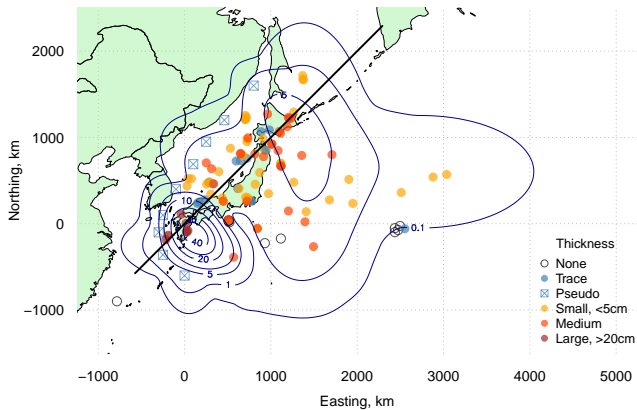 2000
1000
0
−1000
Northing, km
5
10
40
20
5
1
0.1
Thickness
None
Trace
Pseudo
Small, <5cm
Medium
Large, >20cm
−1000
0
1000
2000
3000
4000
5000
Easting, km